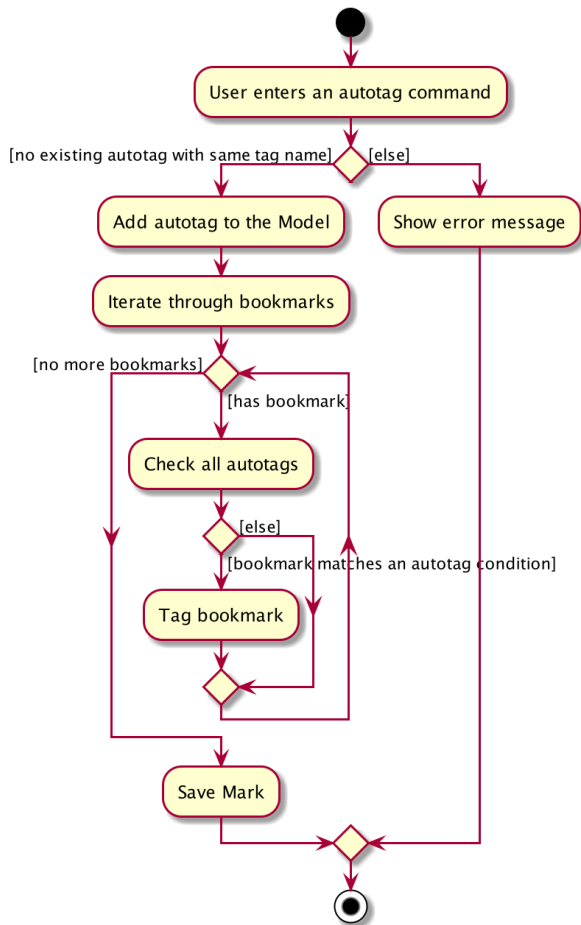 User enters an autotag command
[no existing autotag with same tag name]
[else]
Add autotag to the Model
Show error message
Iterate through bookmarks
[no more bookmarks]
[has bookmark]
Check all autotags
[else]
[bookmark matches an autotag condition]
Tag bookmark
Save Mark